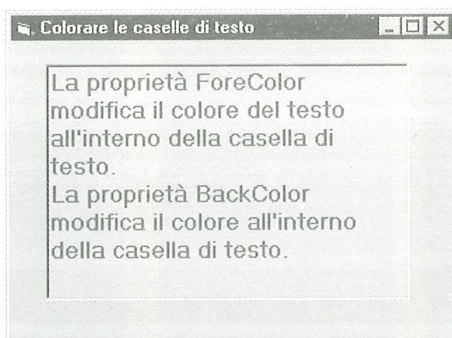 Colorare le caselle di testo
La proprietà ForeColor
modifica il colore del testo
all'interno della casella di
testo.
La proprietà BackColor
modifica il colore all'interno
della casella di testo.